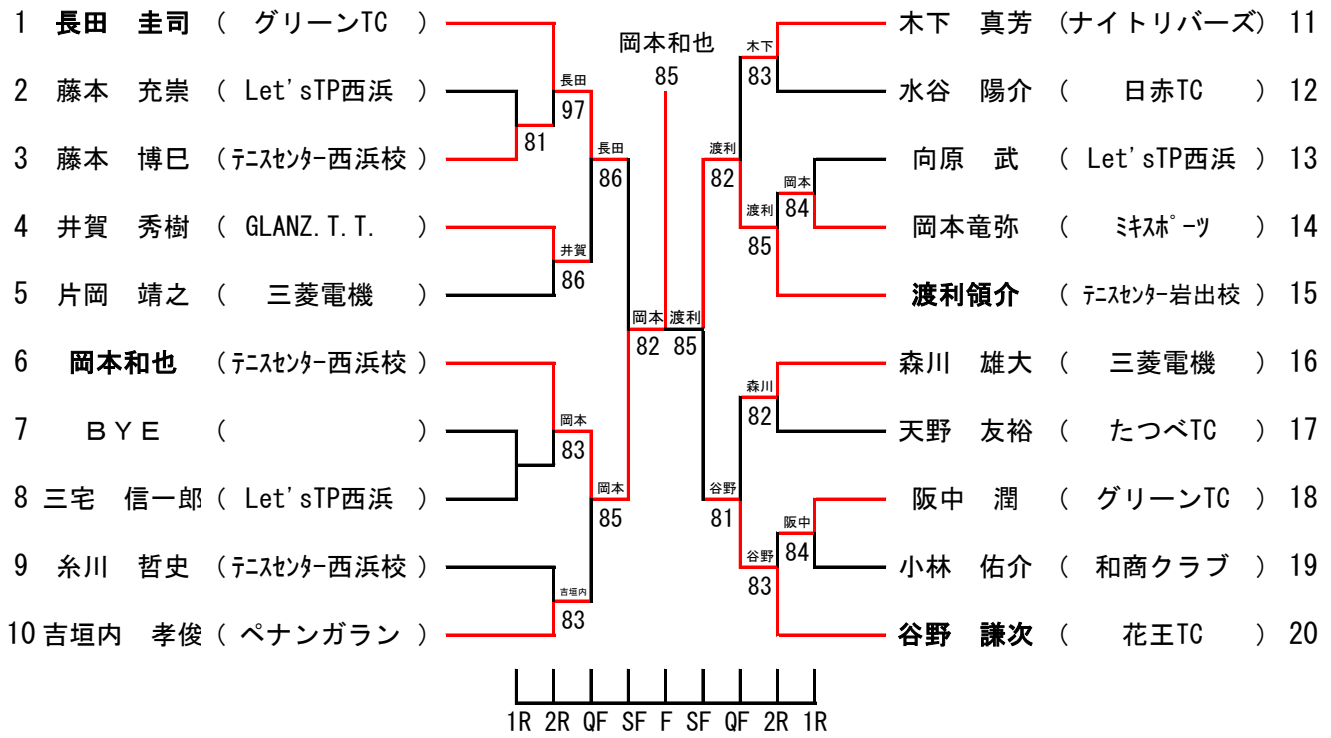 1 長田　圭司 ( グリーンTC )
2 藤本　充崇 ( Let'sTP西浜 )
3 藤本　博巳 (ﾃﾆｽｾﾝﾀｰ西浜校)
4 井賀　秀樹 ( GLANZ.T.T. )
5 片岡　靖之 ( 三菱電機 )
6 岡本和也 (ﾃﾆｽｾﾝﾀｰ西浜校)
7 ＢＹＥ ( )
8 三宅　信一郎 ( Let'sTP西浜 )
9 糸川　哲史 (ﾃﾆｽｾﾝﾀｰ西浜校)
10 吉垣内　孝俊 ( ペナンガラン )
81
長田
97
井賀
86
岡本
83
吉垣内
83
長田
86
岡本
85
岡本
82
岡本和也
85
渡利
85
渡利
82
谷野
81
木下
83
渡利
85
森川
82
谷野
83
岡本
84
阪中
84
木下　真芳 (ナイトリバーズ) 11
水谷　陽介 ( 日赤TC ) 12
向原　武 ( Let'sTP西浜 ) 13
岡本竜弥 ( ﾐｷｽﾎﾟｰﾂ ) 14
渡利領介 ( ﾃﾆｽｾﾝﾀｰ岩出校 ) 15
森川　雄大 ( 三菱電機 ) 16
天野　友裕 ( たつべTC ) 17
阪中　潤 ( グリーンTC ) 18
小林　佑介 ( 和商クラブ ) 19
谷野　謙次 ( 花王TC ) 20
1R 2R QF SF F SF QF 2R 1R